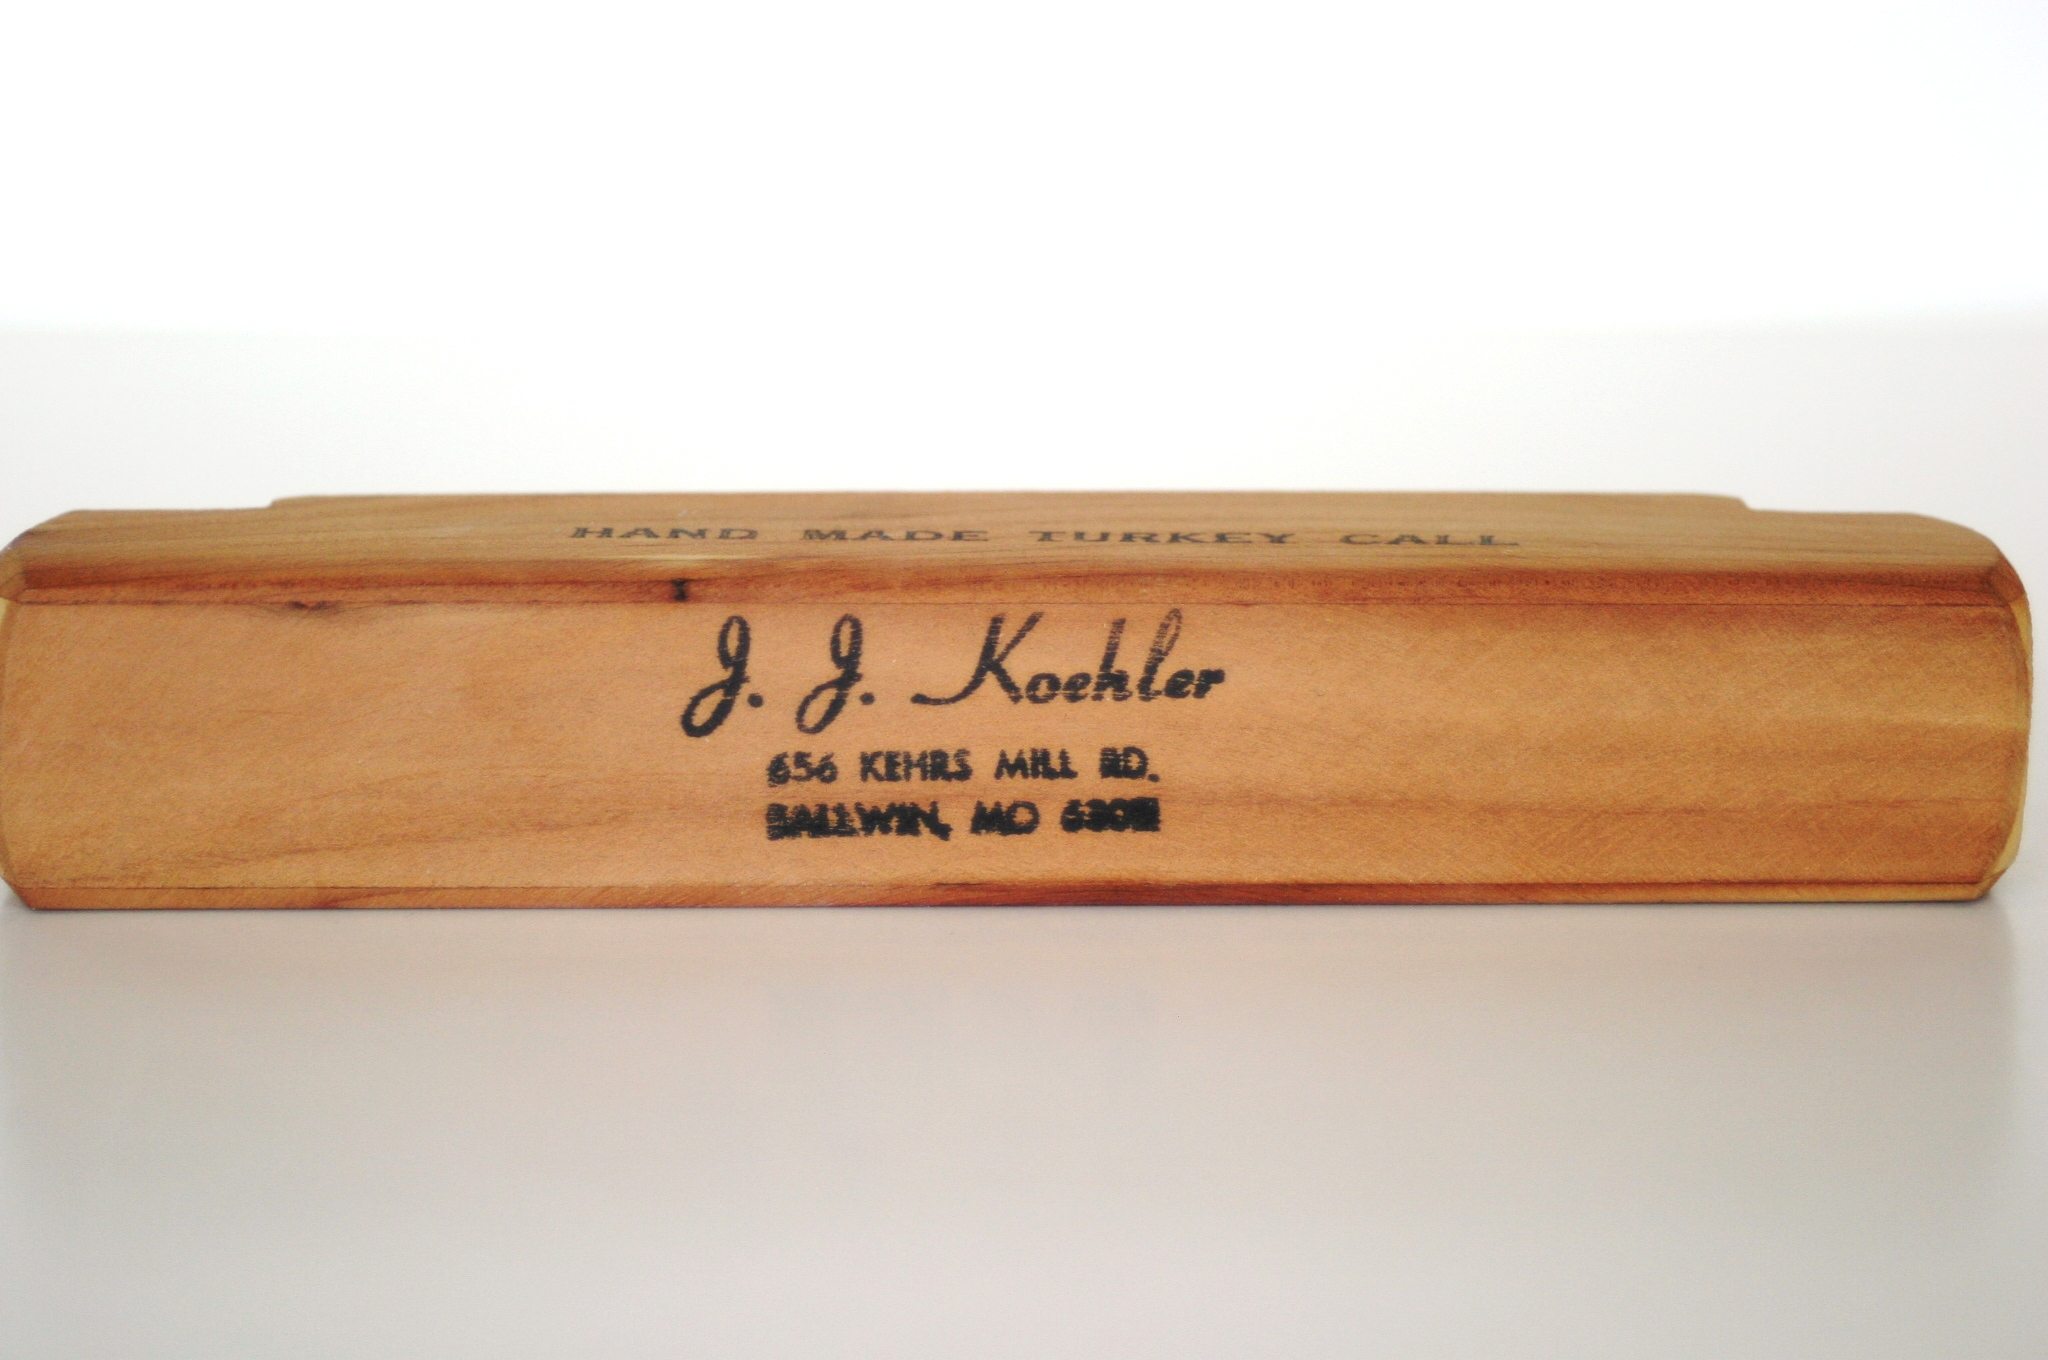 HAND MADE TURKEY CALL
J. J. Koehler
656 KEHRS MILL RD.
BALLWIN, MO